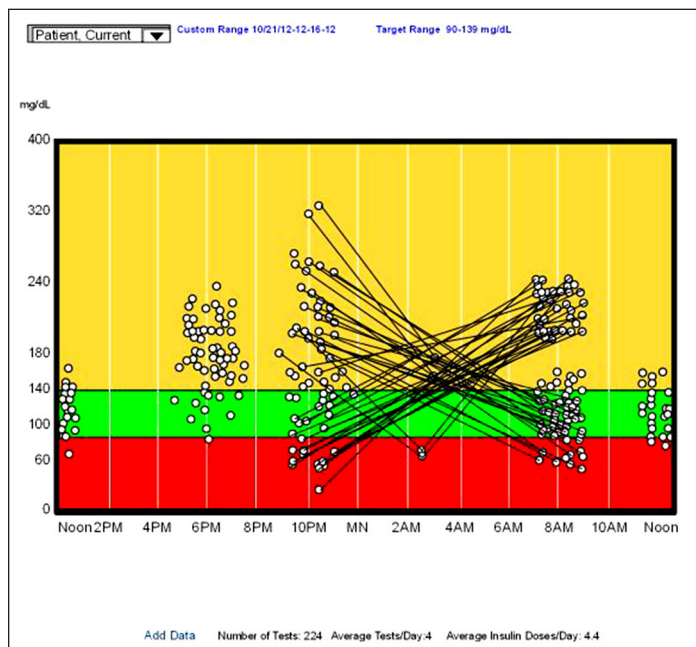 Patient, Current
Custom Range 10/21/12-12-16-12
Target Range 90-139 mg/dL
mg/dL
400
320
240
180
140
100
60
0
Noon 2PM 4PM 6PM 8PM 10PM MN 2AM 4AM 6AM 8AM 10AM Noon
Add Data Number of Tests: 224 Average Tests/Day:4 Average Insulin Doses/Day: 4.4